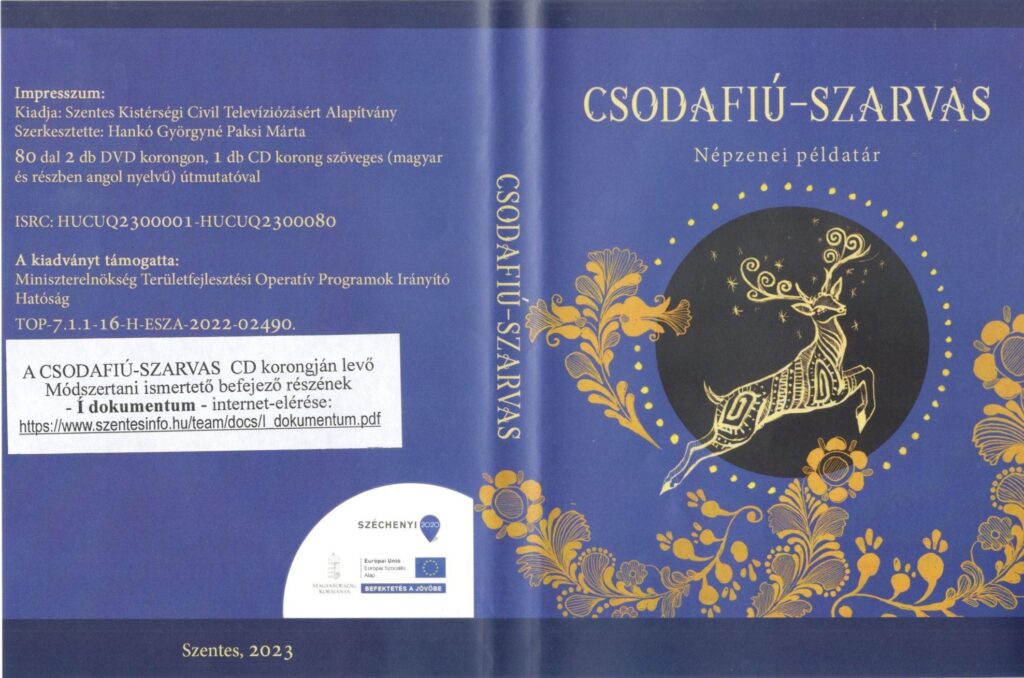 Impresszum:
Kiadja: Szentes Kistérségi Civil Televíziózásért Alapítvány
Szerkesztette: Hankó Györgyné Paksi Márta
80 dal 2 db DVD korongon, 1 db CD korong szöveges (magyar
és részben angol nyelvű) útmutatóval
ISRC: HUCUQ2300001-HUCUQ2300080
A kiadványt támogatta:
Miniszterelnökség Területfejlesztési Operatív Programok Irányító
Hatóság
TOP-7.1.1-16-H-ESZA-2022-02490.
A CSODAFIÚ-SZARVAS CD korongján levő
Módszertani ismertető befejező részének
- Í dokumentum - internet-elérése:
https://www.szentesinfo.hu/team/docs/I_dokumentum.pdf
SZÉCHENYI 2020
MAGYARORSZÁG
KORMÁNYA
Európai Unió
Európai Szociális
Alap
BEFEKTETÉS A JÖVŐBE
Szentes, 2023
CSODAFIÚ-SZARVAS
CSODAFIÚ-SZARVAS
Népzenei példatár